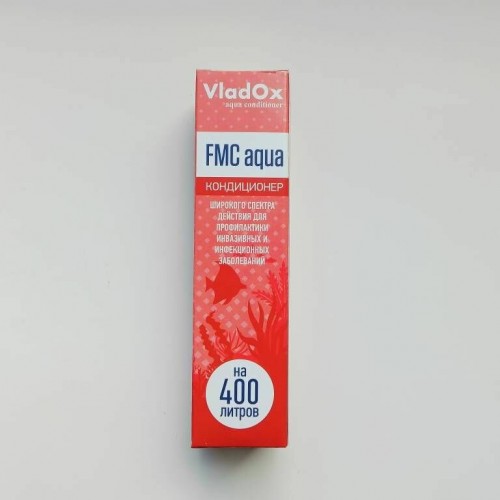 VladOx
aqua conditioner
FMC aqua
КОНДИЦИОНЕР
ШИРОКОГО СПЕКТРА
ДЕЙСТВИЯ ДЛЯ
ПРОФИЛАКТИКИ
ИНВАЗИВНЫХ И
ИНФЕКЦИОННЫХ
ЗАБОЛЕВАНИЙ
на
400
ЛИТРОВ